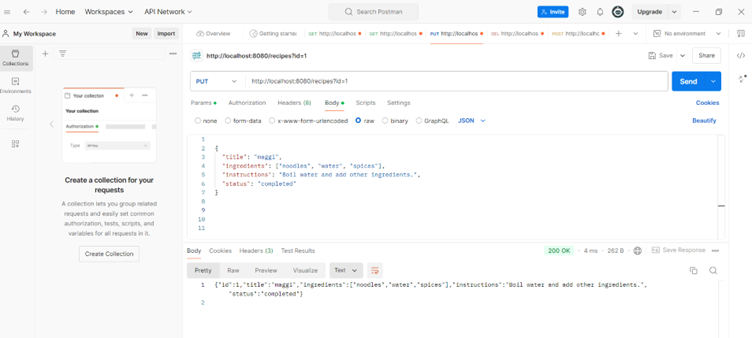 Home Workspaces API Network Search Postman Invite Upgrade
My Workspace New Import Overview Getting starte GET http://localhos GET http://localhos PUT http://localhos DEL http://localhos POST http://localhos No environment
Collections
Environments
History
Your collection
Your collection
Authorization
Type
Create a collection for your
requests
A collection lets you group related
requests and easily set common
authorization, tests, scripts, and
variables for all requests in it.
Create Collection
http://localhost:8080/recipes?id=1 Save Share
PUT http://localhost:8080/recipes?id=1 Send
Params Authorization Headers (8) Body Scripts Settings Cookies
none form-data x-www-form-urlencoded raw binary GraphQL JSON Beautify
1
2 {
3 "title": "maggi",
4 "ingredients": ["noodles", "water", "spices"],
5 "instructions": "Boil water and add other ingredients.",
6 "status": "completed"
7 }
8
9
10
11
Body Cookies Headers (3) Test Results 200 OK 4 ms 262 B Save Response
Pretty Raw Preview Visualize Text
1 {"id":1,"title":"maggi","ingredients":["noodles","water","spices"],"instructions":"Boil water and add other ingredients.",
"status":"completed"}
2